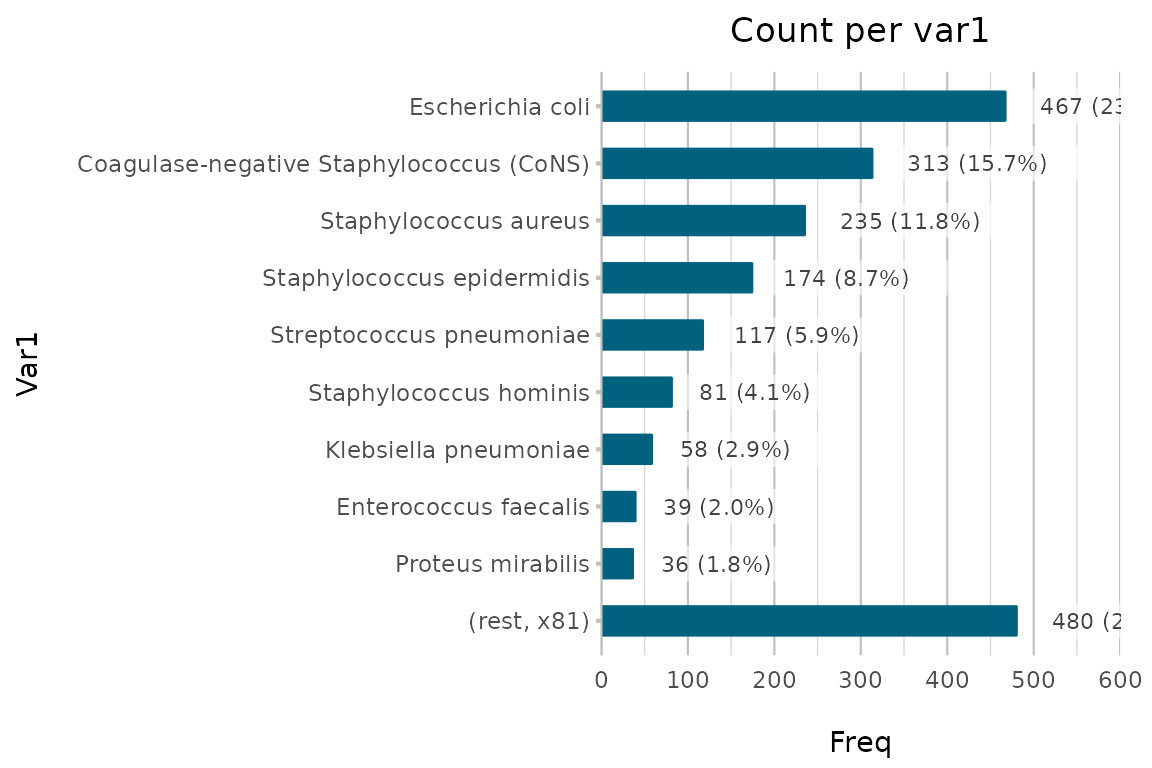 Count per var1
Escherichia coli 467 (23
Coagulase-negative Staphylococcus (CoNS) 313 (15.7%)
Staphylococcus aureus 235 (11.8%)
Staphylococcus epidermidis 174 (8.7%)
Streptococcus pneumoniae 117 (5.9%)
Staphylococcus hominis 81 (4.1%)
Klebsiella pneumoniae 58 (2.9%)
Enterococcus faecalis 39 (2.0%)
Proteus mirabilis 36 (1.8%)
(rest, x81) 480 (2
Var1
0 100 200 300 400 500 600
Freq